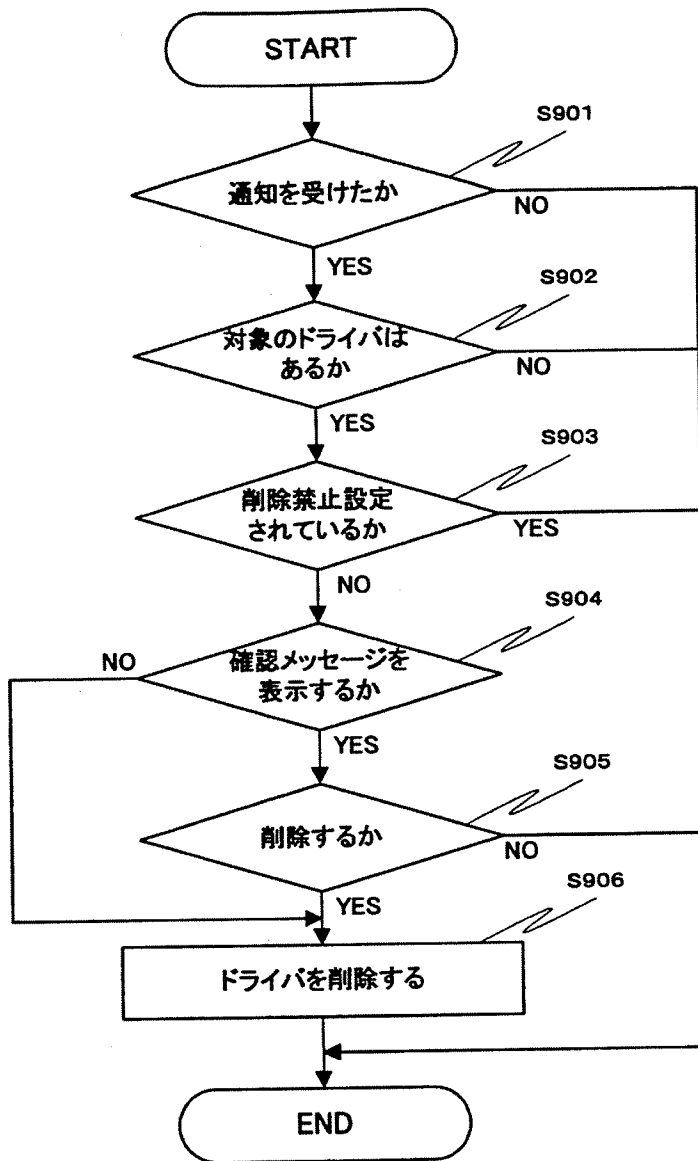 START
S901
通知を受けたか
NO
YES
S902
対象のドライバは
あるか
NO
YES
S903
削除禁止設定
されているか
YES
NO
S904
NO
確認メッセージを
表示するか
YES
S905
削除するか
NO
YES
S906
ドライバを削除する
END